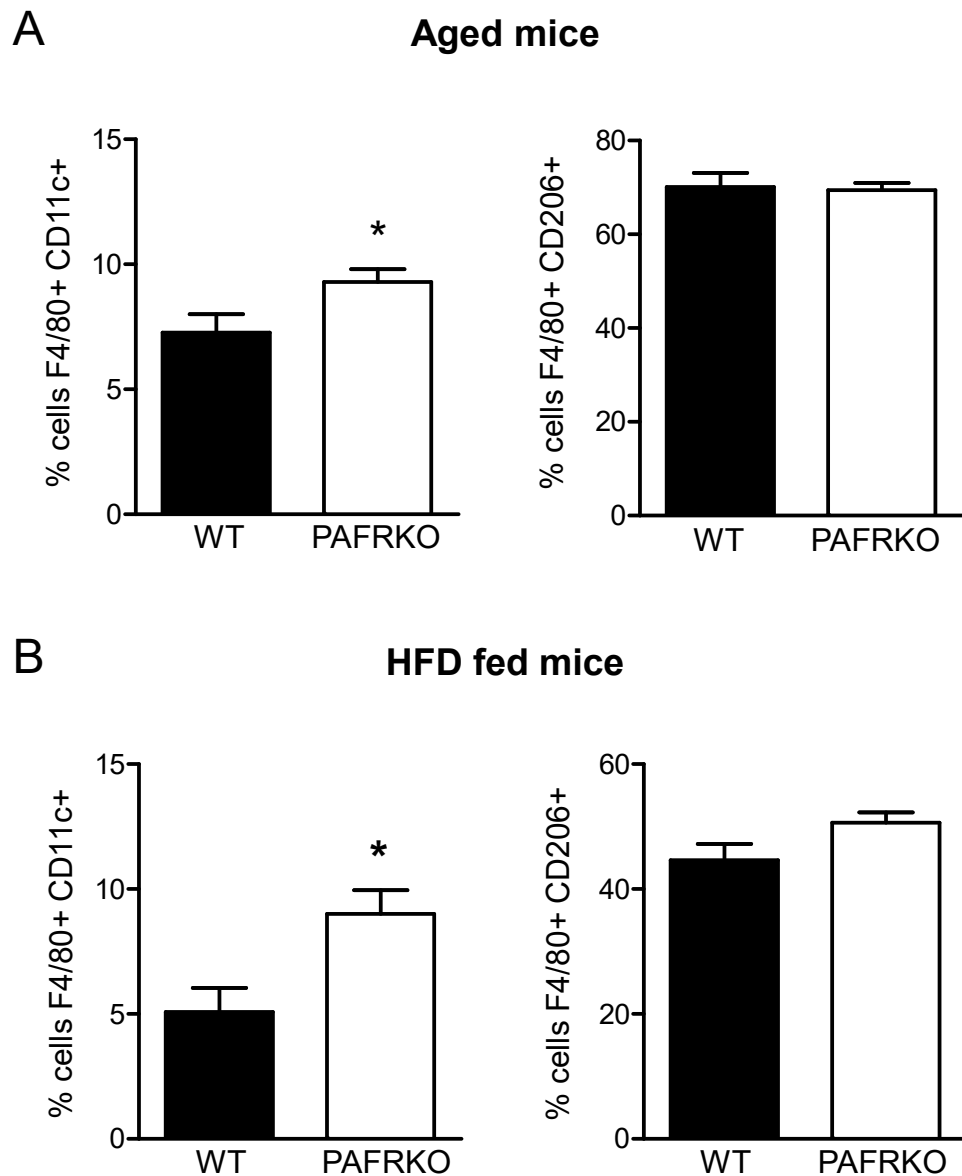 A
Aged mice
% cells F4/80+ CD11c+
15
10
5
0
*
WT
PAFRKO
% cells F4/80+ CD206+
80
60
40
20
0
WT
PAFRKO
B
HFD fed mice
% cells F4/80+ CD11c+
15
10
5
0
*
WT
PAFRKO
% cells F4/80+ CD206+
60
40
20
0
WT
PAFRKO